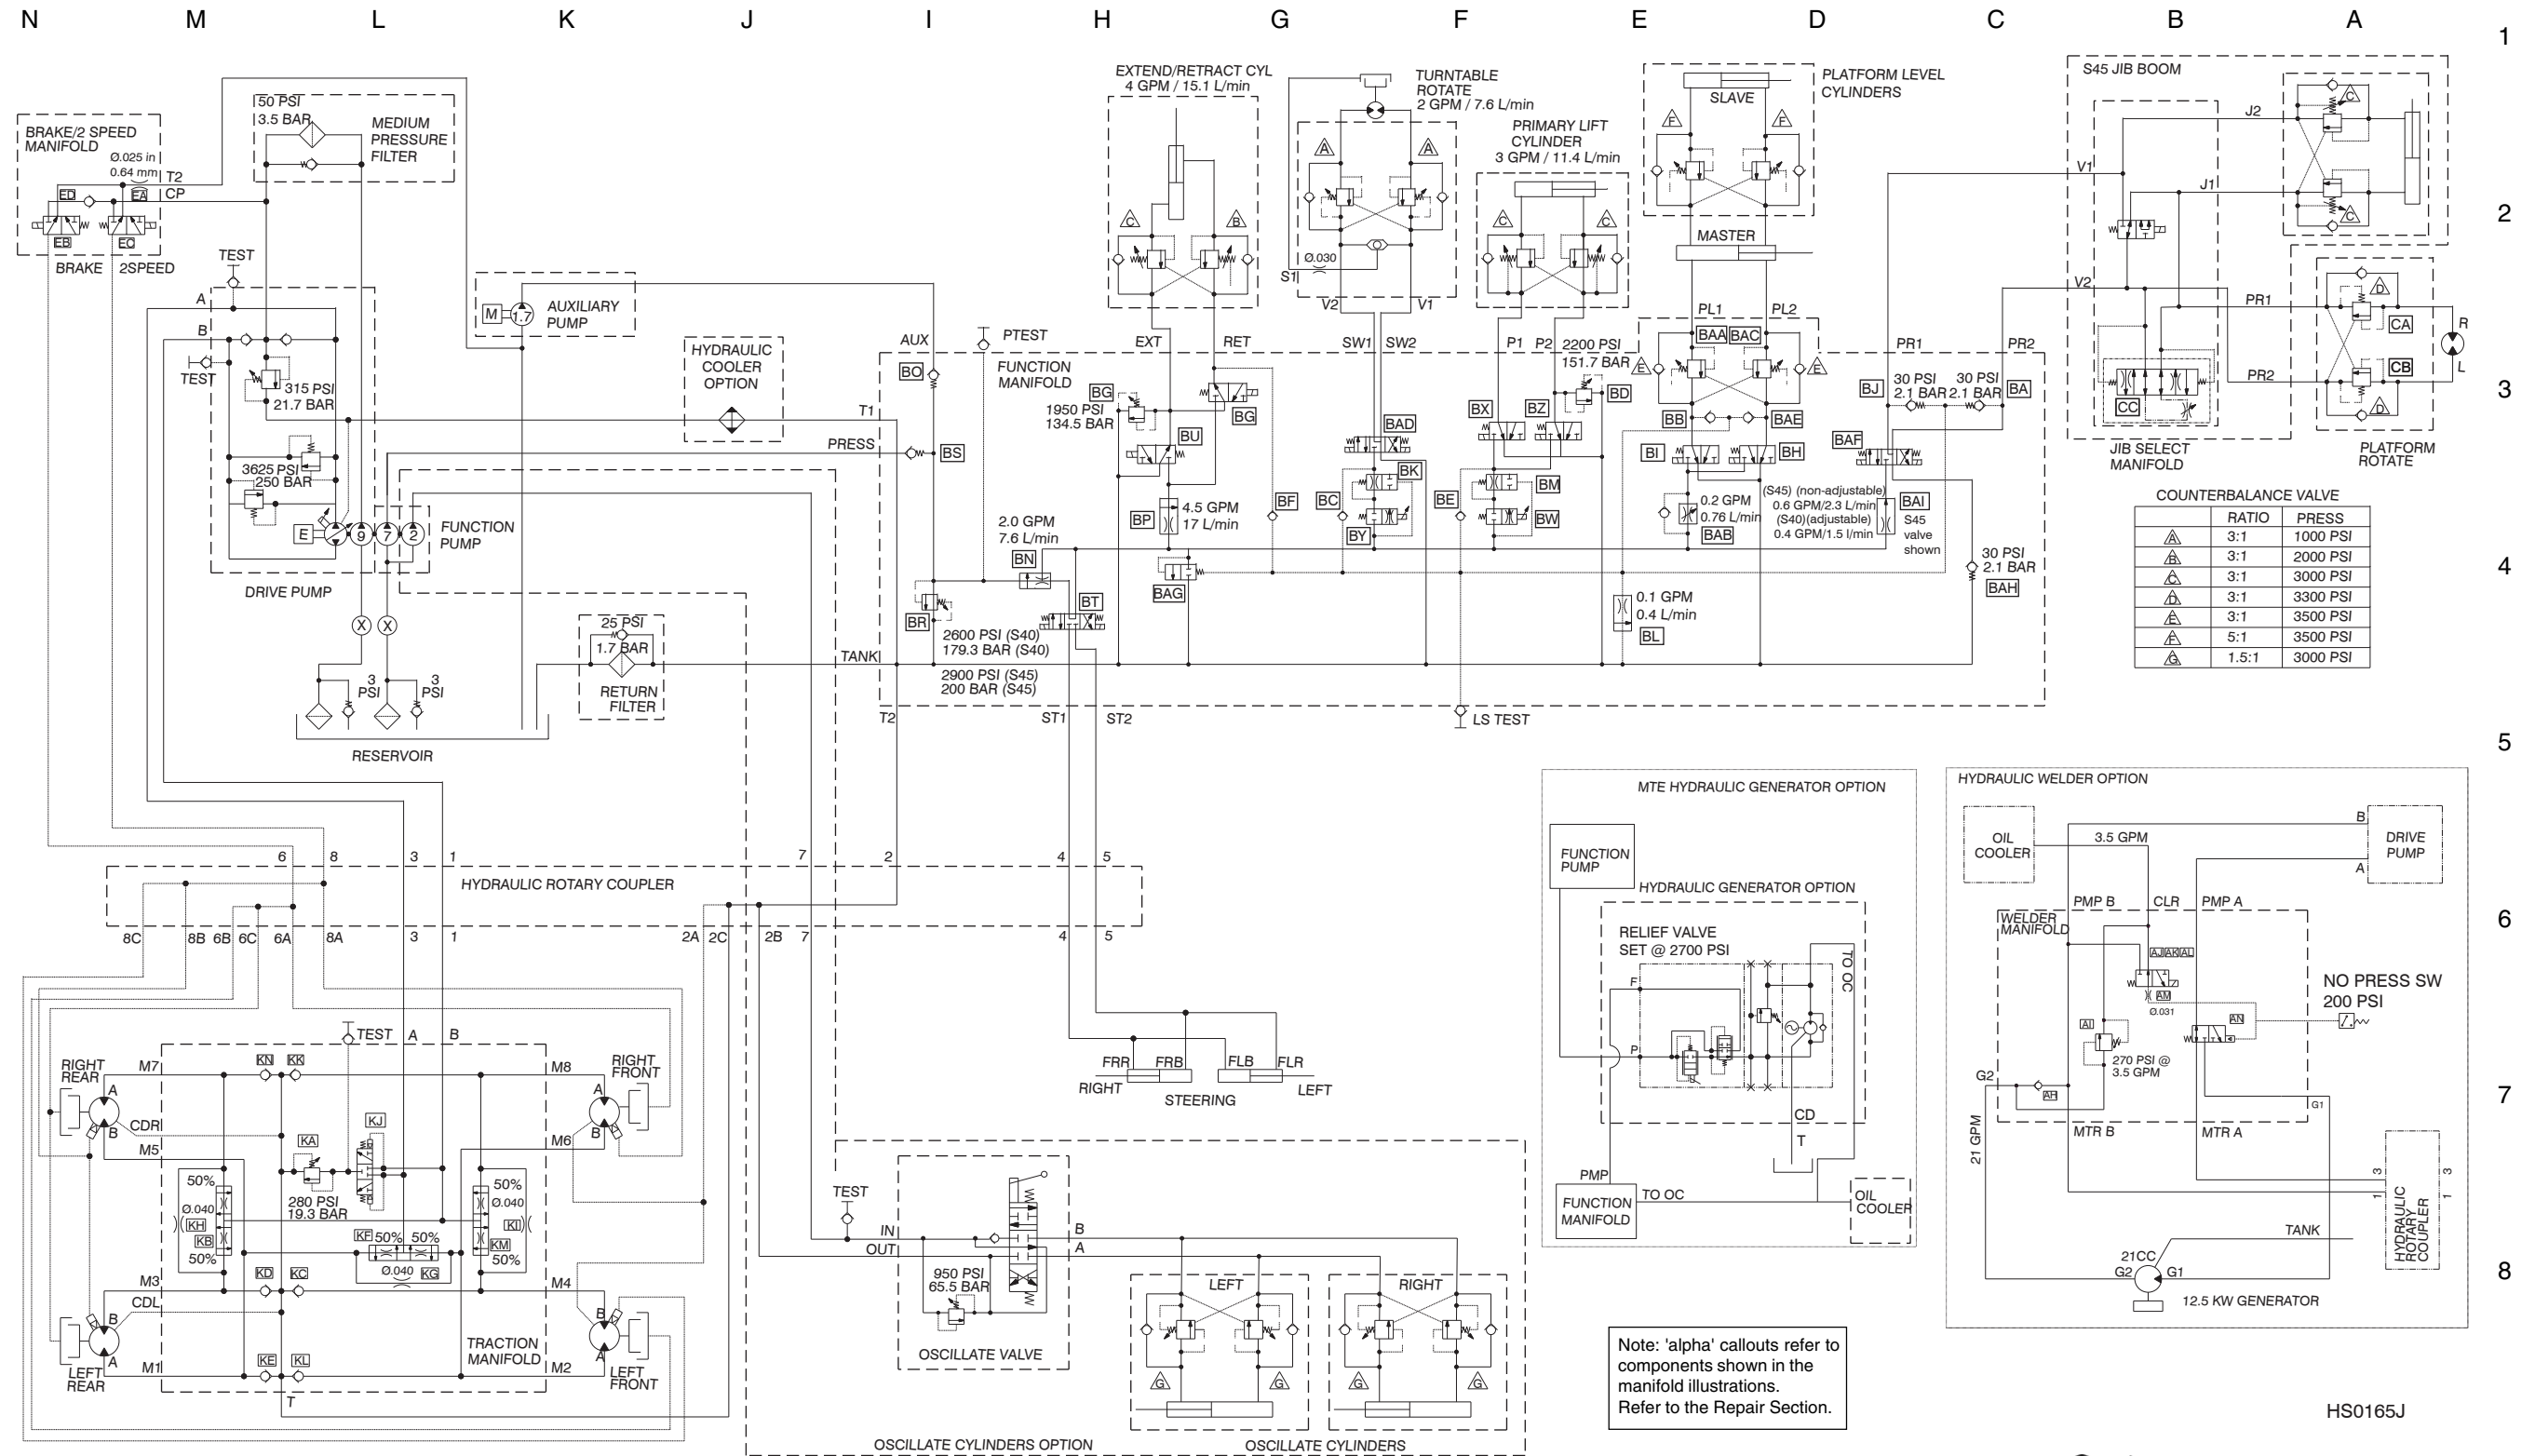 N M L K J I H G F E D C B A
1
2
3
4
5
6
7
8
BRAKE/2 SPEED
MANIFOLD
Ø.025 in
0.64 mm
T2
CP
ED
EA
EB
EC
BRAKE
2SPEED
50 PSI
3.5 BAR
MEDIUM
PRESSURE
FILTER
TEST
A
B
TEST
315 PSI
21.7 BAR
3625 PSI
250 BAR
E
9
7
2
FUNCTION
PUMP
DRIVE PUMP
M
1.7
AUXILIARY
PUMP
HYDRAULIC
COOLER
OPTION
X
X
3
PSI
3
PSI
RESERVOIR
25 PSI
1.7 BAR
RETURN
FILTER
EXTEND/RETRACT CYL
4 GPM / 15.1 L/min
C
B
TURNTABLE
ROTATE
2 GPM / 7.6 L/min
A
A
Ø.030
S1
V2
V1
PRIMARY LIFT
CYLINDER
3 GPM / 11.4 L/min
C
C
PLATFORM LEVEL
CYLINDERS
SLAVE
F
F
MASTER
PL1
PL2
S45 JIB BOOM
J2
V1
J1
C
C
V2
PR1
PR2
D
CA
CB
D
R
L
CC
JIB SELECT
MANIFOLD
PLATFORM
ROTATE
AUX
PTEST
EXT
RET
SW1
SW2
P1
P2
2200 PSI
151.7 BAR
PR1
PR2
BO
FUNCTION
MANIFOLD
BG
1950 PSI
134.5 BAR
BU
BG
BAA
BAC
E
E
BD
BX
BZ
BB
BAE
BJ
30 PSI
2.1 BAR
30 PSI
2.1 BAR
BA
T1
PRESS
BS
BAD
BK
BI
BH
BAF
BP
4.5 GPM
17 L/min
BF
BC
BY
BE
BM
BW
0.2 GPM
0.76 L/min
BAB
(S45) (non-adjustable)
0.6 GPM/2.3 L/min
(S40)(adjustable)
0.4 GPM/1.5 l/min
BAI
S45
valve
shown
2.0 GPM
7.6 L/min
BN
BR
BT
BAG
0.1 GPM
0.4 L/min
BL
30 PSI
2.1 BAR
BAH
2600 PSI (S40)
179.3 BAR (S40)
TANK
2900 PSI (S45)
200 BAR (S45)
T2
ST1
ST2
LS TEST
COUNTERBALANCE VALVE
RATIO PRESS
A 3:1 1000 PSI
B 3:1 2000 PSI
C 3:1 3000 PSI
D 3:1 3300 PSI
E 3:1 3500 PSI
F 5:1 3500 PSI
G 1.5:1 3000 PSI
6 8 3 1 7 2 4 5
HYDRAULIC ROTARY COUPLER
8C 8B 6B 6C 6A 8A 3 1 2A 2C 2B 7 4 5
TEST
A
B
RIGHT
REAR
M7
KN
KK
M8
RIGHT
FRONT
A
B
CDR
M5
A
B
M6
KA
KJ
280 PSI
19.3 BAR
50%
Ø.040
KH
KB
50%
50%
Ø.040
KI
KM
50%
KF
50%
50%
Ø.040
KG
M3
KD
KC
M4
CDL
B
A
B
A
LEFT
REAR
M1
KE
KL
M2
LEFT
FRONT
TRACTION
MANIFOLD
T
FRR
FRB
FLB
FLR
RIGHT
LEFT
STEERING
TEST
IN
OUT
B
A
950 PSI
65.5 BAR
OSCILLATE VALVE
LEFT
RIGHT
G
G
G
G
OSCILLATE CYLINDERS OPTION
OSCILLATE CYLINDERS
MTE HYDRAULIC GENERATOR OPTION
FUNCTION
PUMP
HYDRAULIC GENERATOR OPTION
RELIEF VALVE
SET @ 2700 PSI
TO OC
F
P
CD
T
PMP
FUNCTION
MANIFOLD
TO OC
OIL
COOLER
HYDRAULIC WELDER OPTION
OIL
COOLER
3.5 GPM
B
DRIVE
PUMP
A
PMP B
CLR
PMP A
WELDER
MANIFOLD
AJ AK AL
AM
Ø.031
AN
AI
270 PSI @
3.5 GPM
NO PRESS SW
200 PSI
G2
AH
G1
MTR B
MTR A
21 GPM
3
1
3
1
HYDRAULIC
ROTARY
COUPLER
TANK
21CC
G2
G1
12.5 KW GENERATOR
Note: 'alpha' callouts refer to
components shown in the
manifold illustrations.
Refer to the Repair Section.
HS0165J